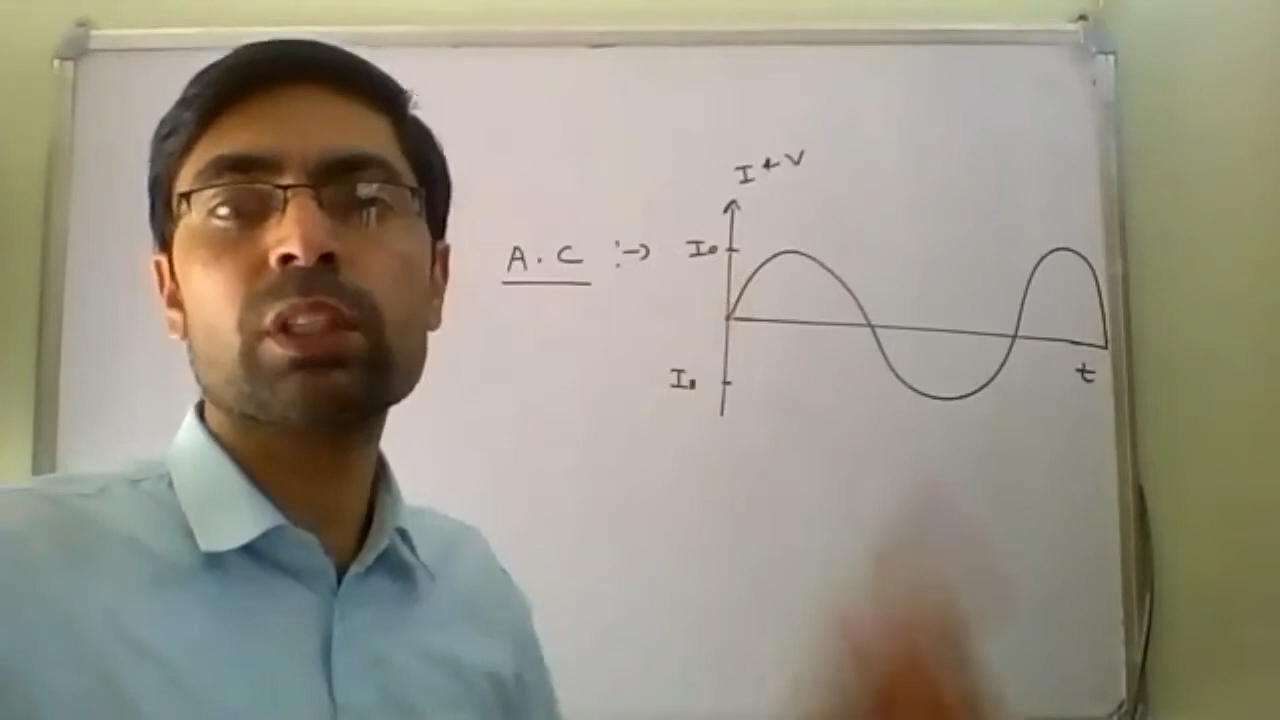 I & V
A.C :→ I₀
I₀
t